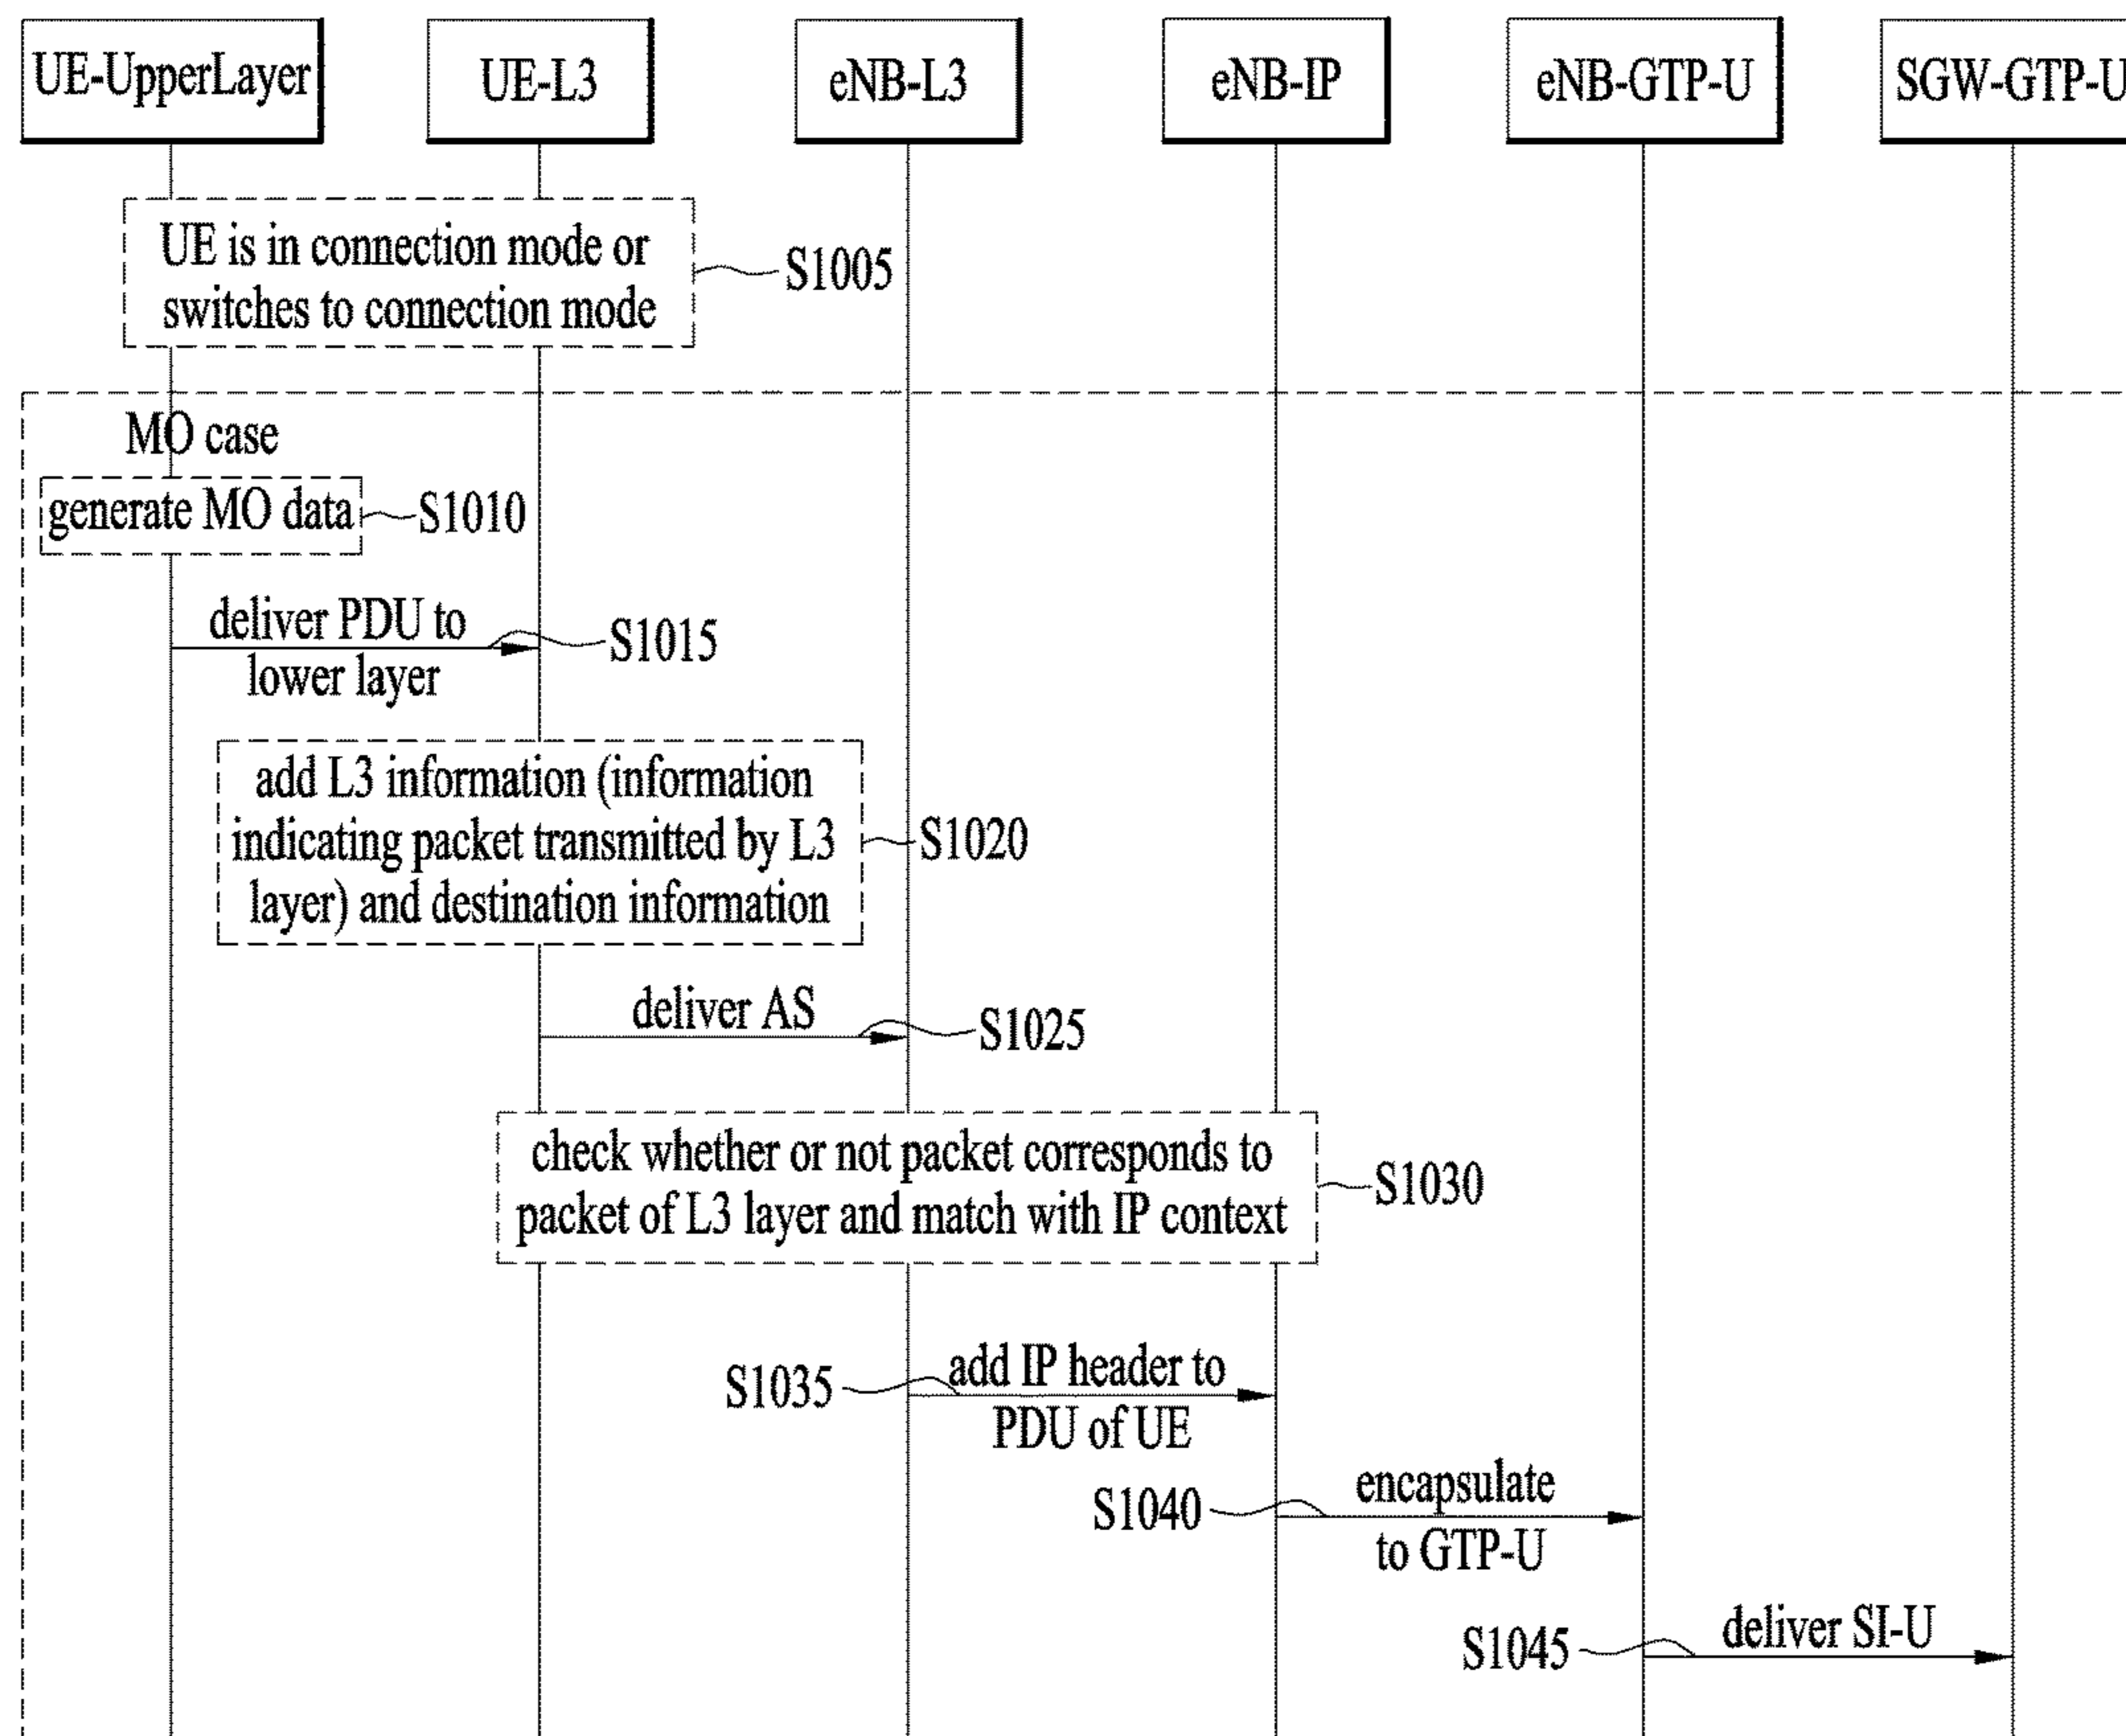 UE-UpperLayer
UE-L3
eNB-L3
eNB-IP
eNB-GTP-U
SGW-GTP-U
UE is in connection mode or
switches to connection mode
S1005
MO case
generate MO data
S1010
deliver PDU to
lower layer
S1015
add L3 information (information
indicating packet transmitted by L3
layer) and destination information
S1020
deliver AS
S1025
check whether or not packet corresponds to
packet of L3 layer and match with IP context
S1030
S1035
add IP header to
PDU of UE
S1040
encapsulate
to GTP-U
S1045
deliver SI-U